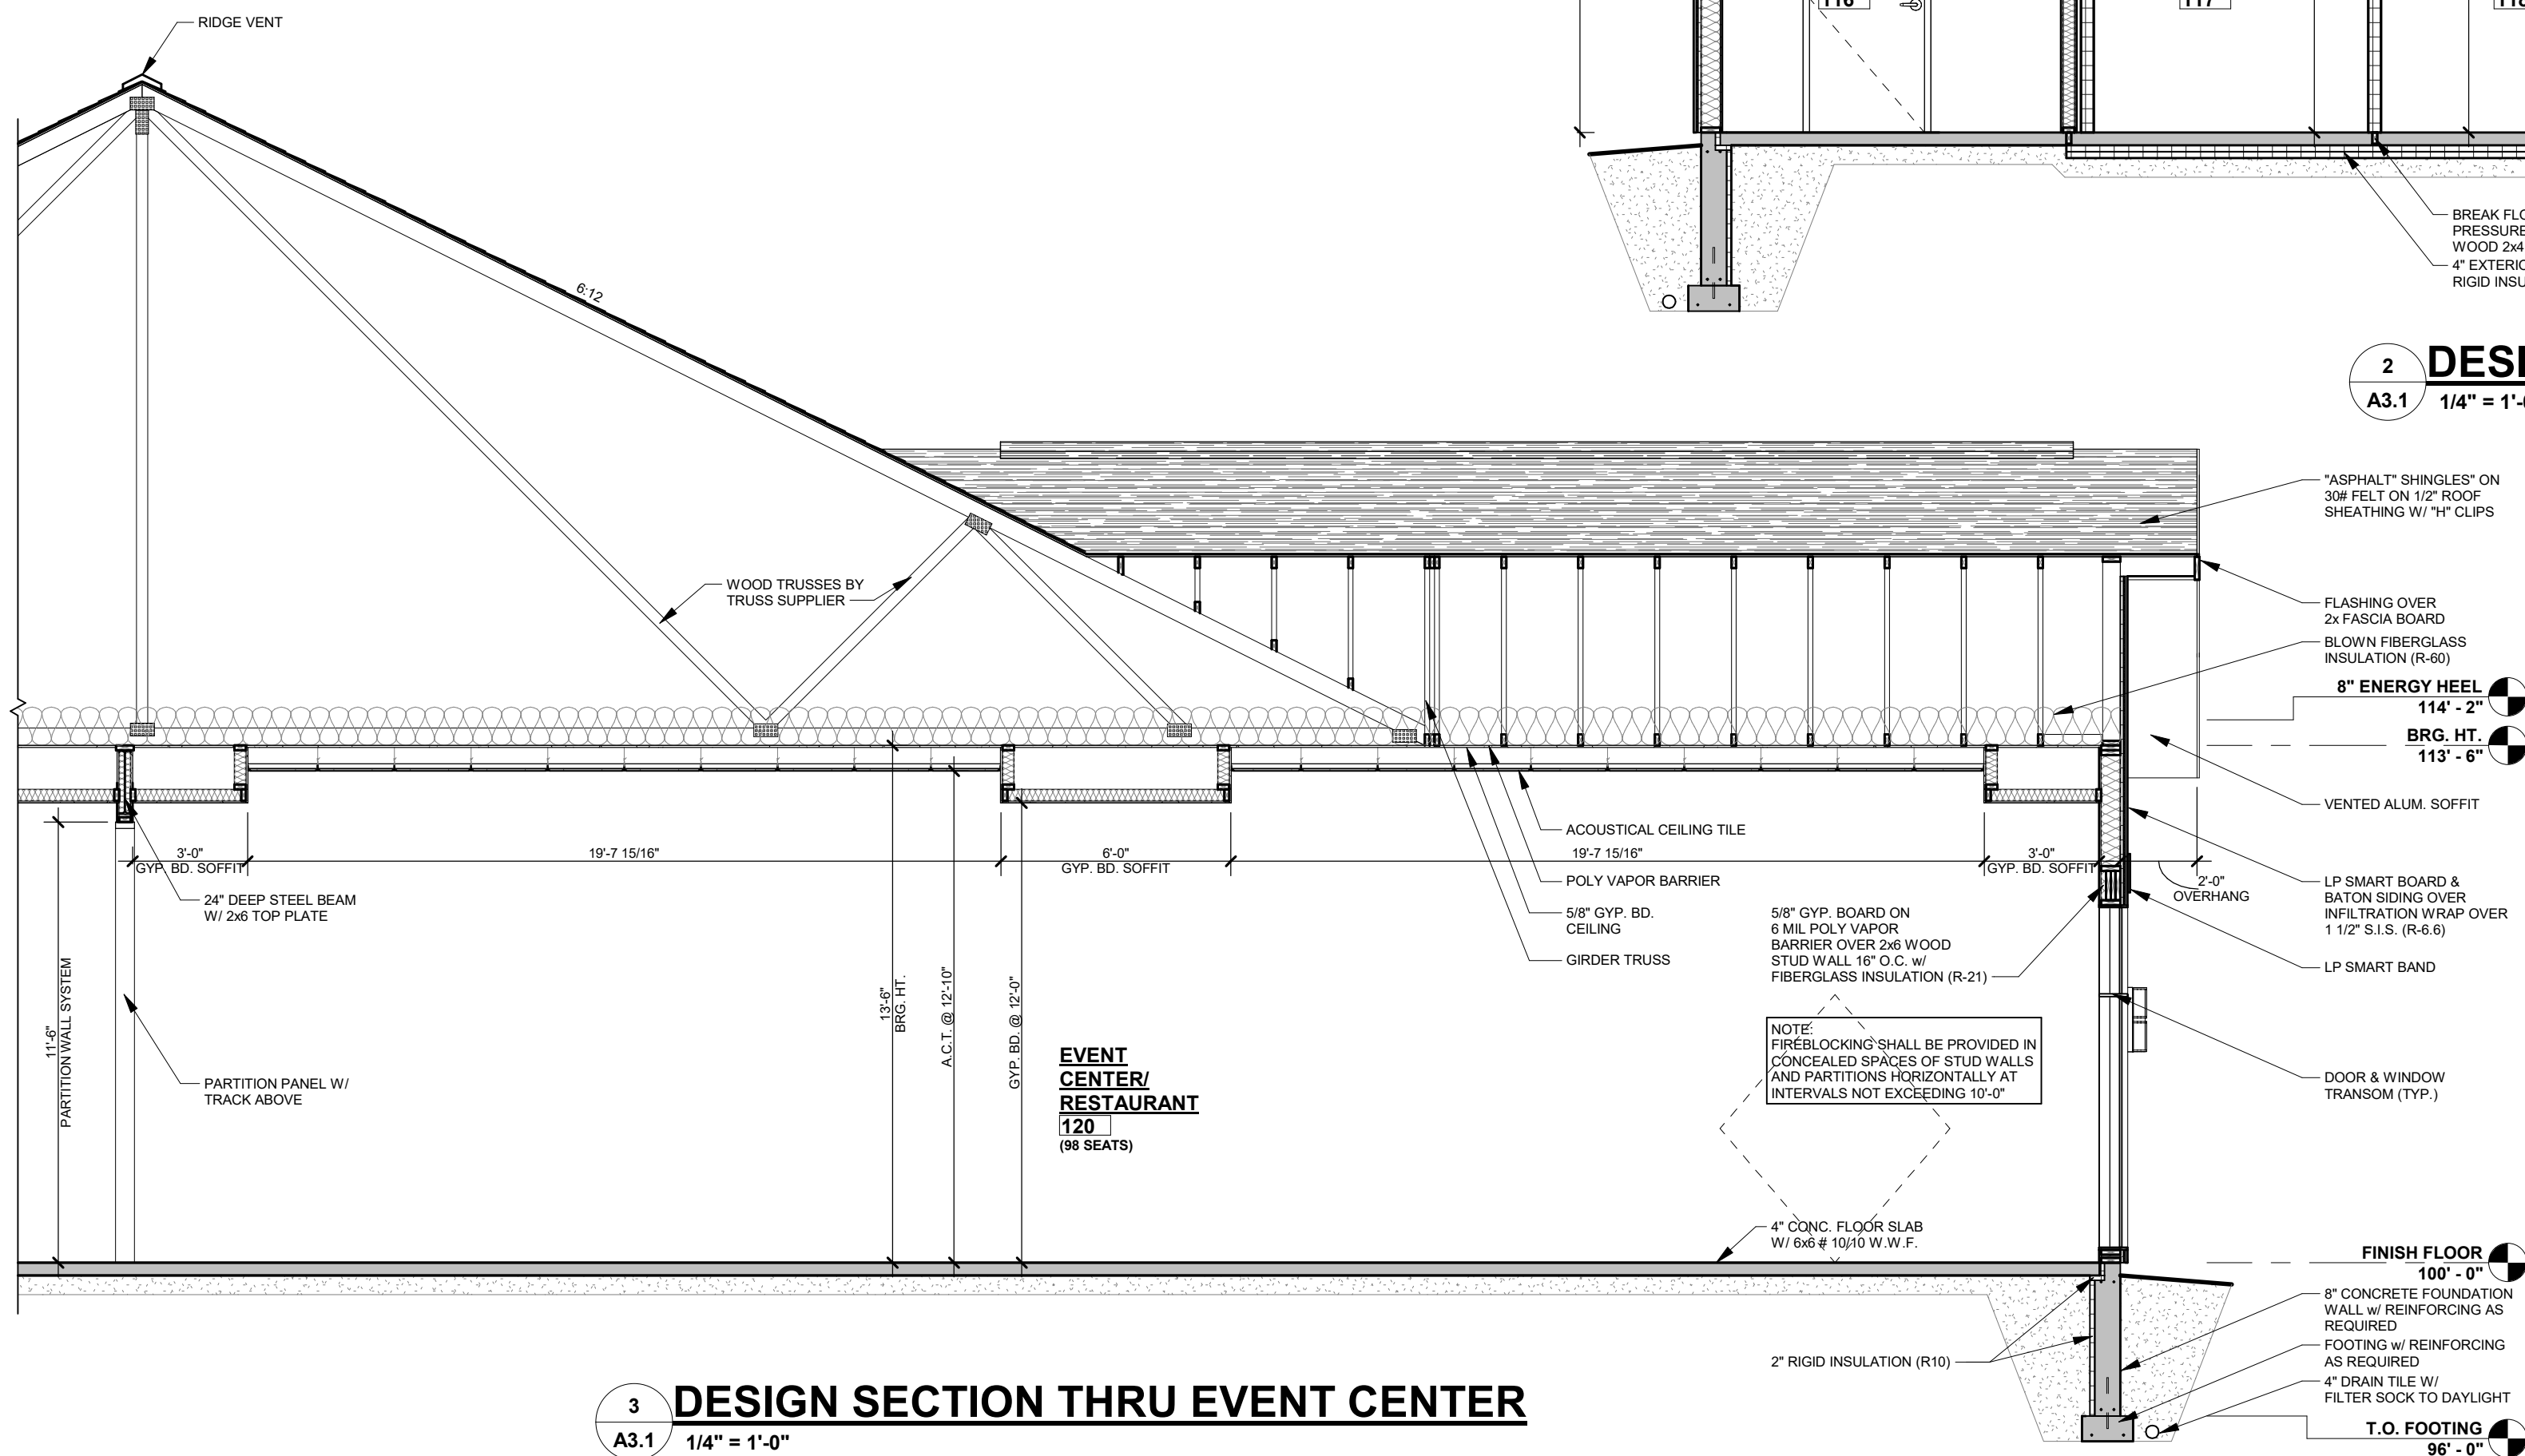 RIDGE VENT
116
117
6:12
2
A3.1
1/4" = 1'-0"
"ASPHALT" SHINGLES" ON
30# FELT ON 1/2" ROOF
SHEATHING W/ "H" CLIPS
WOOD TRUSSES BY
TRUSS SUPPLIER
FLASHING OVER
2x FASCIA BOARD
BLOWN FIBERGLASS
INSULATION (R-60)
8" ENERGY HEEL
114' - 2"
BRG. HT.
113' - 6"
VENTED ALUM. SOFFIT
ACOUSTICAL CEILING TILE
3'-0"
GYP. BD. SOFFIT
19'-7 15/16"
6'-0"
GYP. BD. SOFFIT
19'-7 15/16"
3'-0"
GYP. BD. SOFFIT
2'-0"
OVERHANG
24" DEEP STEEL BEAM
W/ 2x6 TOP PLATE
POLY VAPOR BARRIER
5/8" GYP. BD.
CEILING
GIRDER TRUSS
5/8" GYP. BOARD ON
6 MIL POLY VAPOR
BARRIER OVER 2x6 WOOD
STUD WALL 16" O.C. w/
FIBERGLASS INSULATION (R-21)
LP SMART BOARD &
BATON SIDING OVER
INFILTRATION WRAP OVER
1 1/2" S.I.S. (R-6.6)
LP SMART BAND
11'-6"
PARTITION WALL SYSTEM
13'-6"
BRG. HT.
A.C.T. @ 12'-10"
GYP. BD. @ 12'-0"
EVENT
CENTER/
RESTAURANT
120
(98 SEATS)
NOTE:
FIREBLOCKING SHALL BE PROVIDED IN
CONCEALED SPACES OF STUD WALLS
AND PARTITIONS HORIZONTALLY AT
INTERVALS NOT EXCEEDING 10'-0"
PARTITION PANEL W/
TRACK ABOVE
DOOR & WINDOW
TRANSOM (TYP.)
4" CONC. FLOOR SLAB
W/ 6x6 # 10/10 W.W.F.
FINISH FLOOR
100' - 0"
8" CONCRETE FOUNDATION
WALL w/ REINFORCING AS
REQUIRED
FOOTING w/ REINFORCING
AS REQUIRED
4" DRAIN TILE W/
FILTER SOCK TO DAYLIGHT
2" RIGID INSULATION (R10)
T.O. FOOTING
96' - 0"
3
A3.1
DESIGN SECTION THRU EVENT CENTER
1/4" = 1'-0"
BREAK
PRESSURE
WOOD 2x4
4"
RIGID